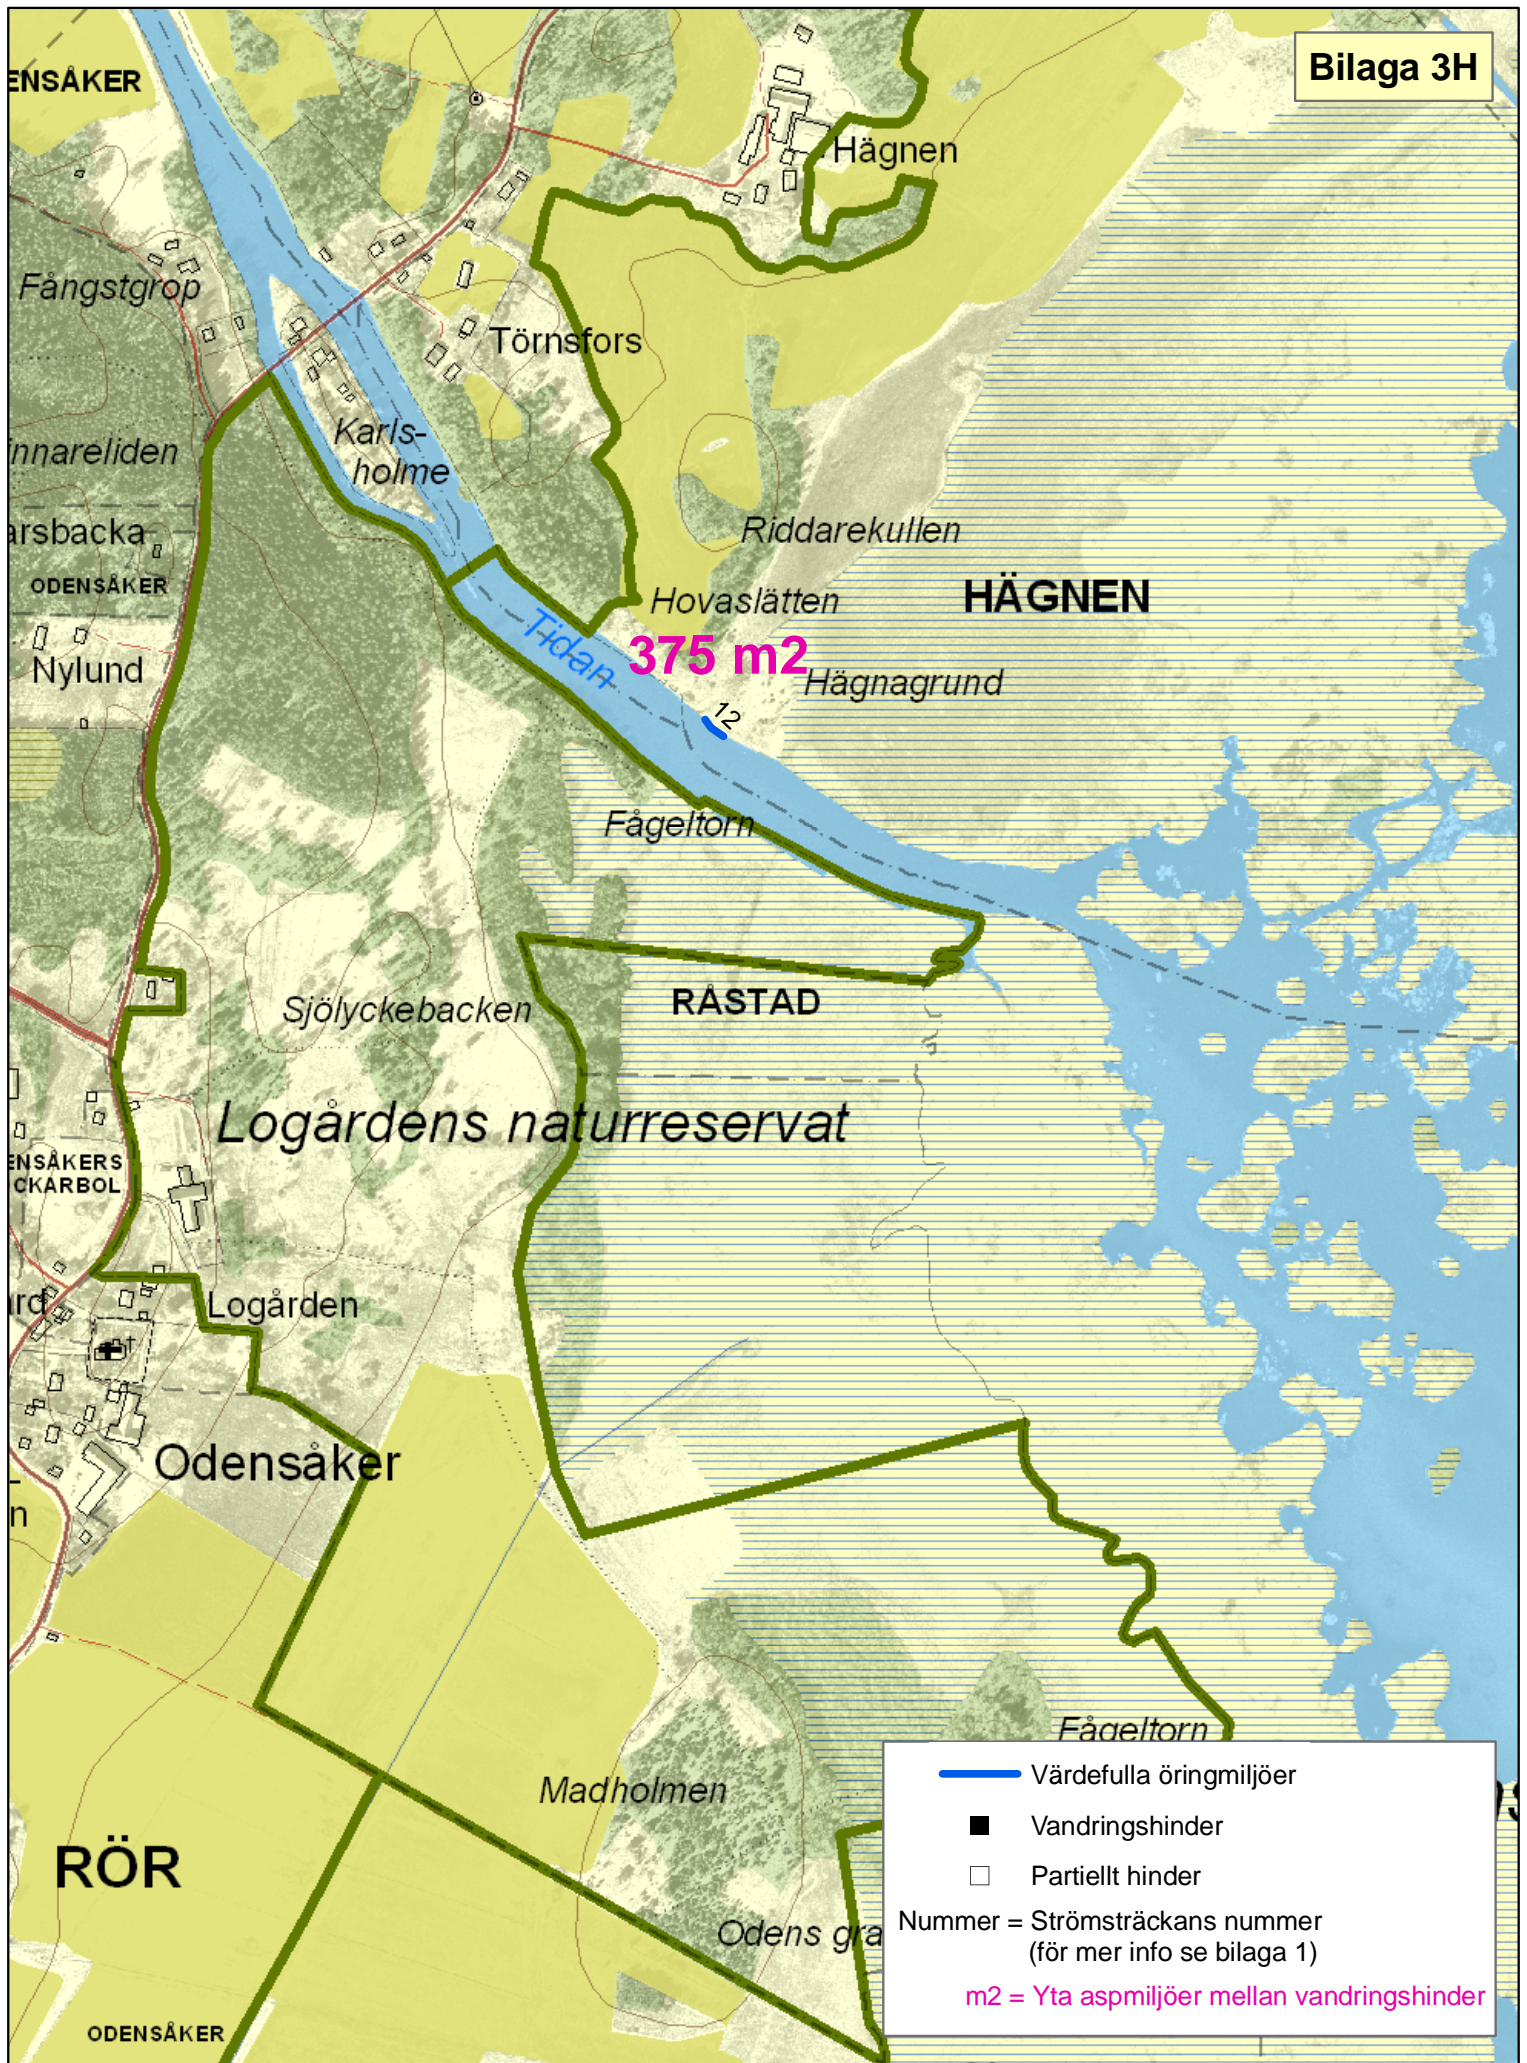 Bilaga 3H
ENSÅKER
Hägnen
Fångstgrop
Törnsfors
Karls-
holme
innareliden
Riddarekullen
arsbacka
ODENSÅKER
Hovaslätten
HÄGNEN
Tidan
375 m2
Nylund
Hägnagrund
12
Fågeltorn
RÅSTAD
Sjölyckebacken
Logårdens naturreservat
ENSÅKERS
CKARBOL
Logården
Odensåker
n
Fågeltorn
Madholmen
RÖR
Odens gra
ODENSÅKER
Värdefulla öringmiljöer
Vandringshinder
Partiellt hinder
Nummer = Strömsträckans nummer
(för mer info se bilaga 1)
m2 = Yta aspmiljöer mellan vandringshinder